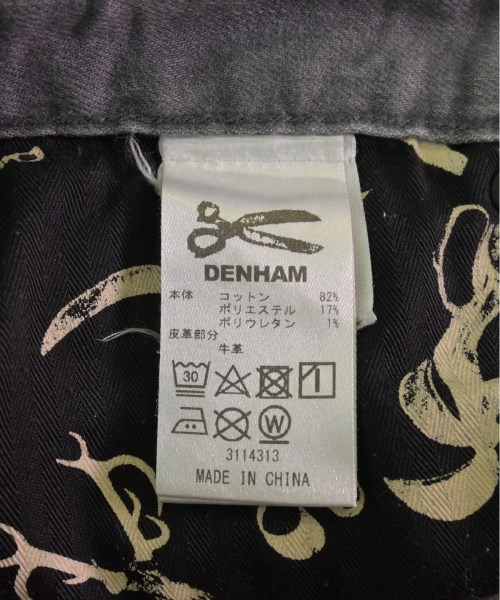 DENHAM
本体 コットン 82%
ポリエステル 17%
ポリウレタン 1%
皮革部分
牛革
30
W
3114313
MADE IN CHINA